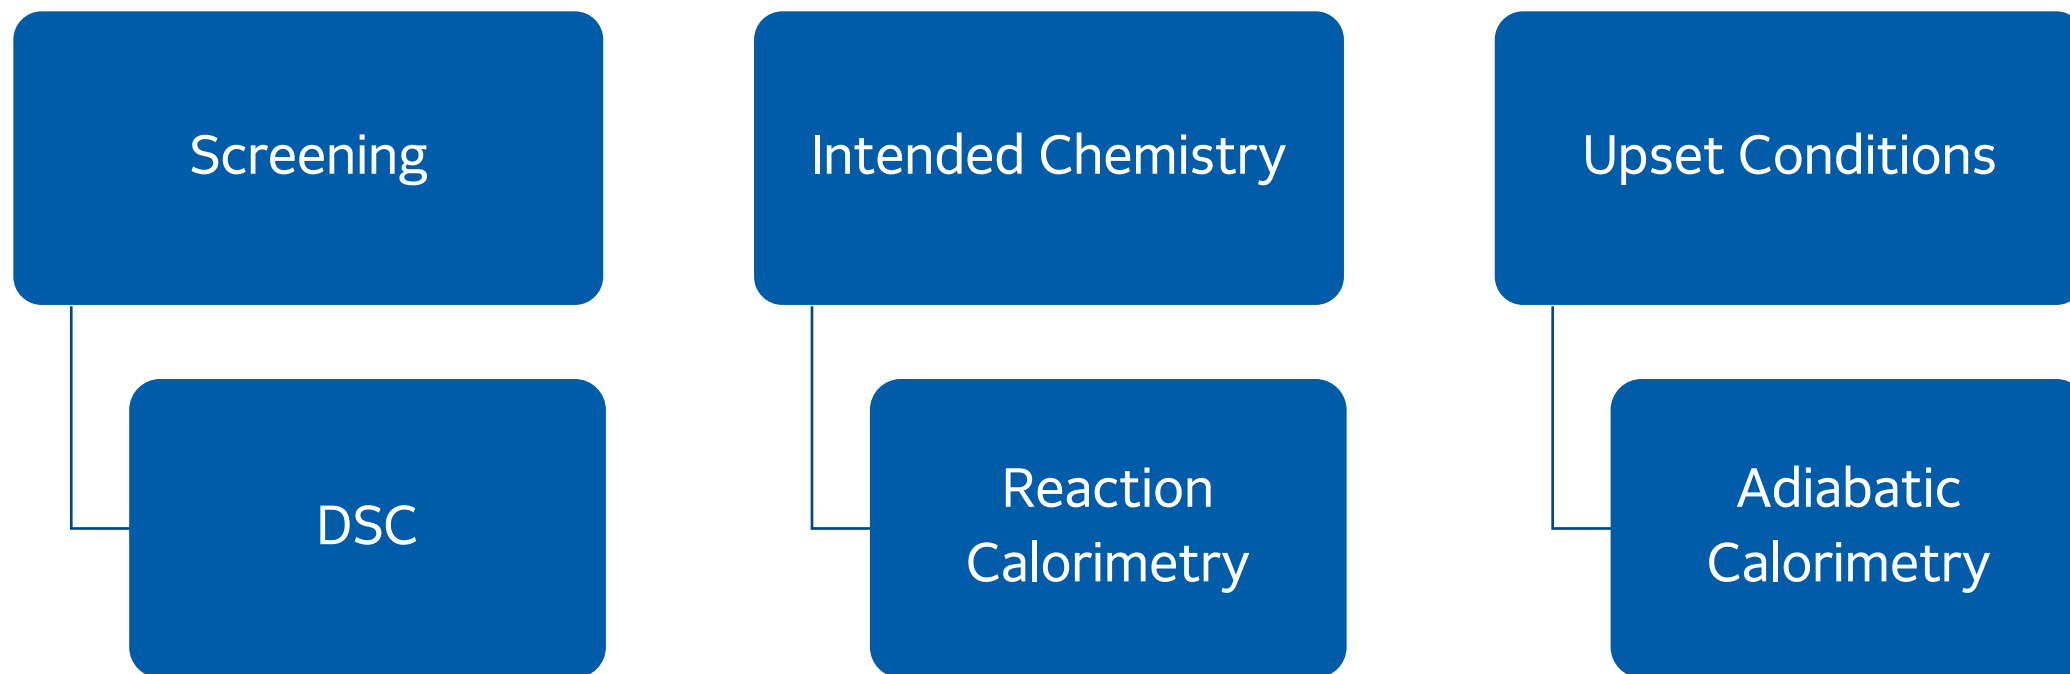 Screening
Intended Chemistry
Upset Conditions
DSC
Reaction
Calorimetry
Adiabatic
Calorimetry